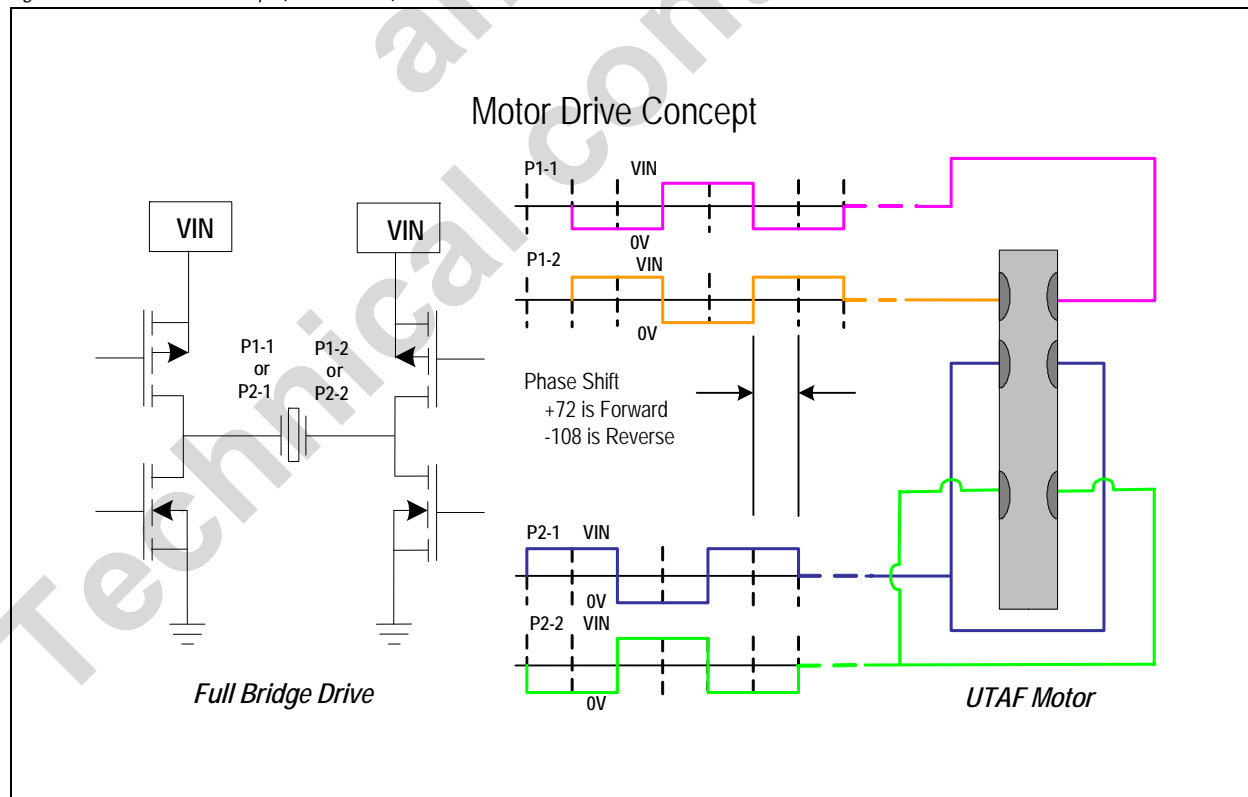 Motor Drive Concept
VIN
VIN
P1-1
or
P2-1
P1-2
or
P2-2
Full Bridge Drive
P1-1
VIN
0V
P1-2
VIN
0V
Phase Shift
+72 is Forward
-108 is Reverse
P2-1
VIN
0V
P2-2
VIN
0V
UTAF Motor
Technical con